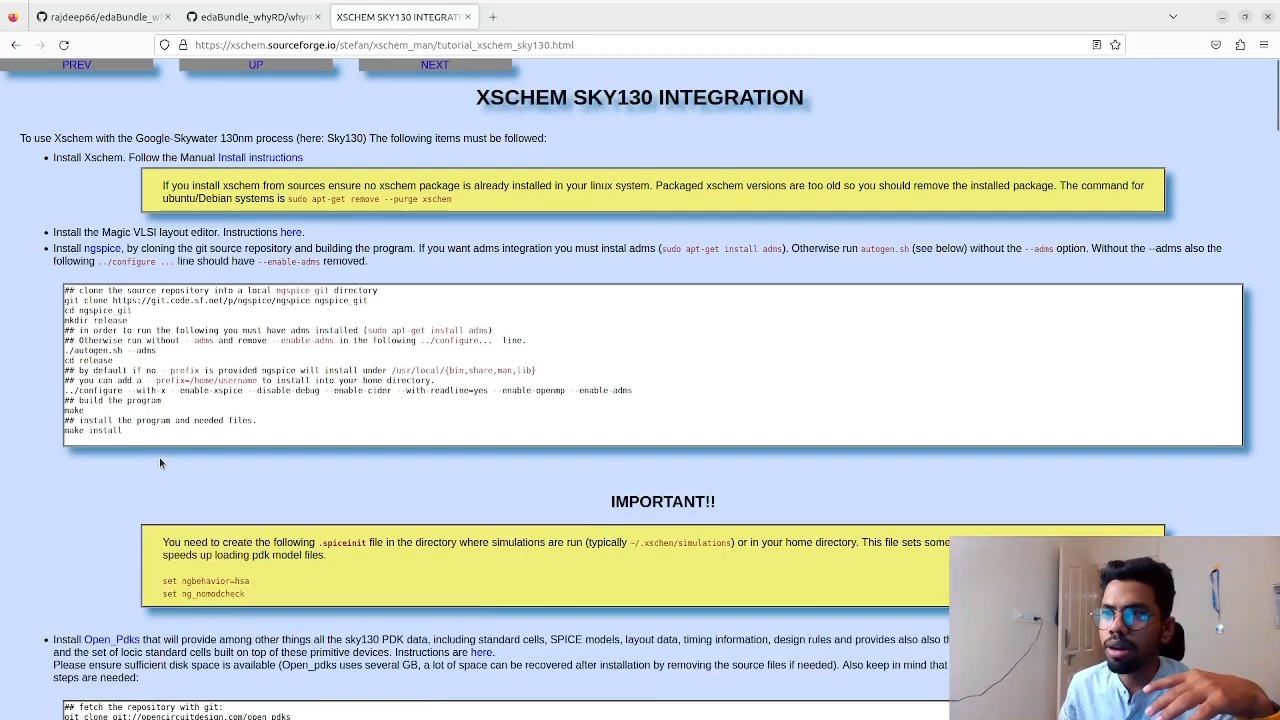 rajdeep66/edaBundle_wh
edaBundle_whyRD/whyr
XSCHEM SKY130 INTEGRATI
https://xschem.sourceforge.io/stefan/xschem_man/tutorial_xschem_sky130.html
PREV UP NEXT
XSCHEM SKY130 INTEGRATION
To use Xschem with the Google-Skywater 130nm process (here: Sky130) The following items must be followed:
• Install Xschem. Follow the Manual Install instructions
If you install xschem from sources ensure no xschem package is already installed in your linux system. Packaged xschem versions are too old so you should remove the installed package. The command for
ubuntu/Debian systems is sudo apt-get remove --purge xschem
• Install the Magic VLSI layout editor. Instructions here.
• Install ngspice, by cloning the git source repository and building the program. If you want adms integration you must instal adms (sudo apt-get install adms). Otherwise run autogen.sh (see below) without the --adms option. Without the --adms also the
following ../configure ... line should have --enable-adms removed.
## clone the source repository into a local ngspice_git directory
git clone https://git.code.sf.net/p/ngspice/ngspice ngspice_git
cd ngspice_git
mkdir release
## in order to run the following you must have adms installed (sudo apt-get install adms)
## Otherwise run without --adms and remove --enable-adms in the following ../configure... line.
./autogen.sh --adms
cd release
## by default if no --prefix is provided ngspice will install under /usr/local/{bin,share,man,lib}
## you can add a --prefix=/home/username to install into your home directory.
../configure --with-x --enable-xspice --disable-debug --enable-cider --with-readline=yes --enable-openmp --enable-adms
## build the program
make
## install the program and needed files.
make install
IMPORTANT!!
You need to create the following .spiceinit file in the directory where simulations are run (typically ~/.xschem/simulations) or in your home directory. This file sets some
speeds up loading pdk model files.
set ngbehavior=hsa
set ng_nomodcheck
• Install Open_Pdks that will provide among other things all the sky130 PDK data, including standard cells, SPICE models, layout data, timing information, design rules and provides also also th
and the set of locic standard cells built on top of these primitive devices. Instructions are here.
Please ensure sufficient disk space is available (Open_pdks uses several GB, a lot of space can be recovered after installation by removing the source files if needed). Also keep in mind that
steps are needed:
## fetch the repository with git:
git clone git://opencircuitdesign.com/open_pdks